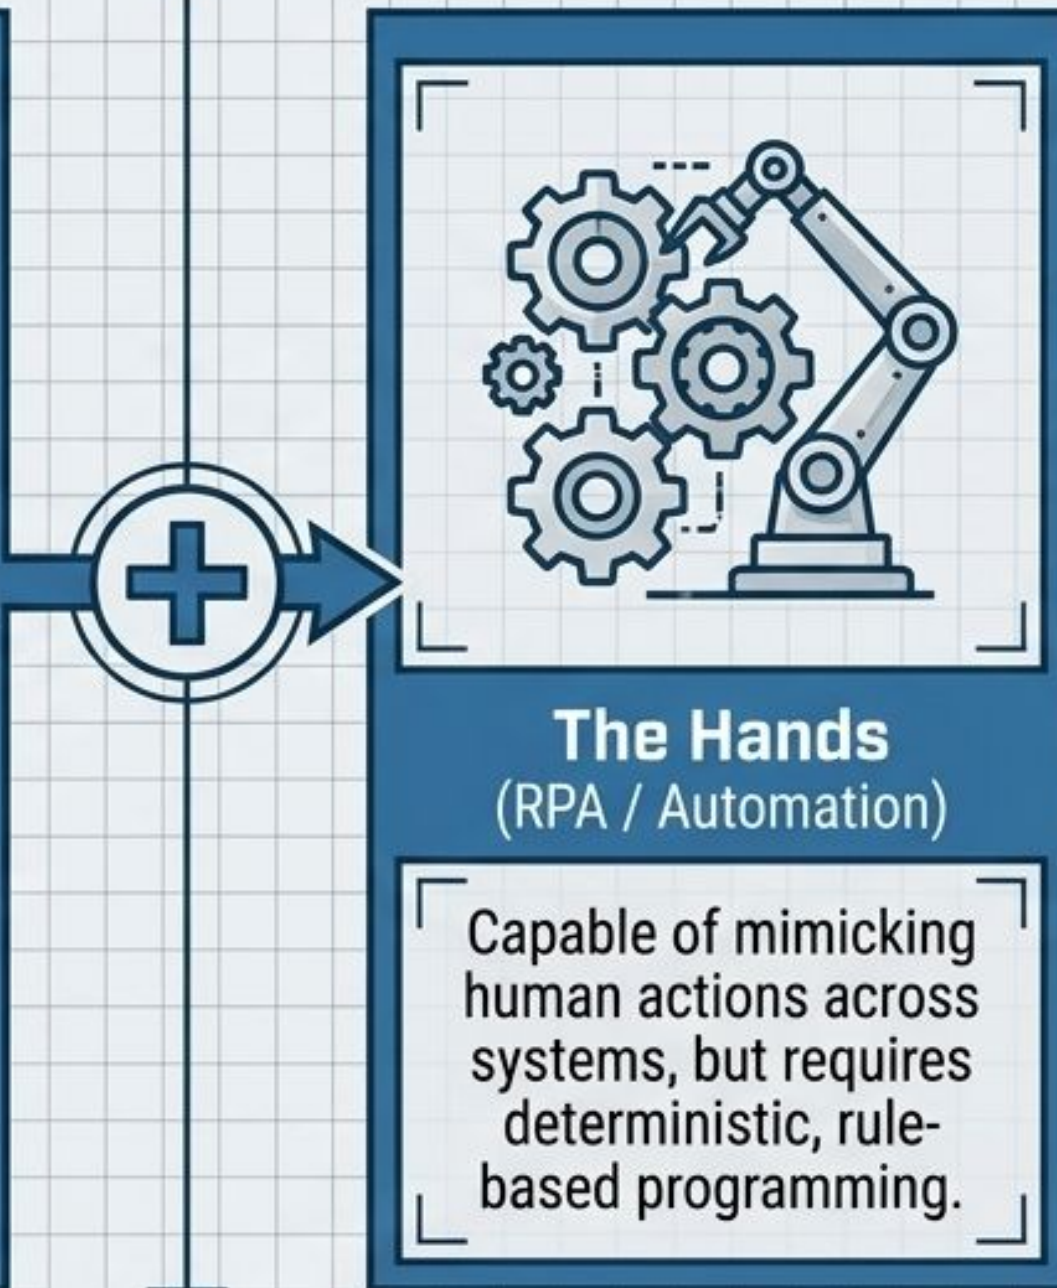 The Hands
(RPA / Automation)
Capable of mimicking
human actions across
systems, but requires
deterministic, rule-
based programming.